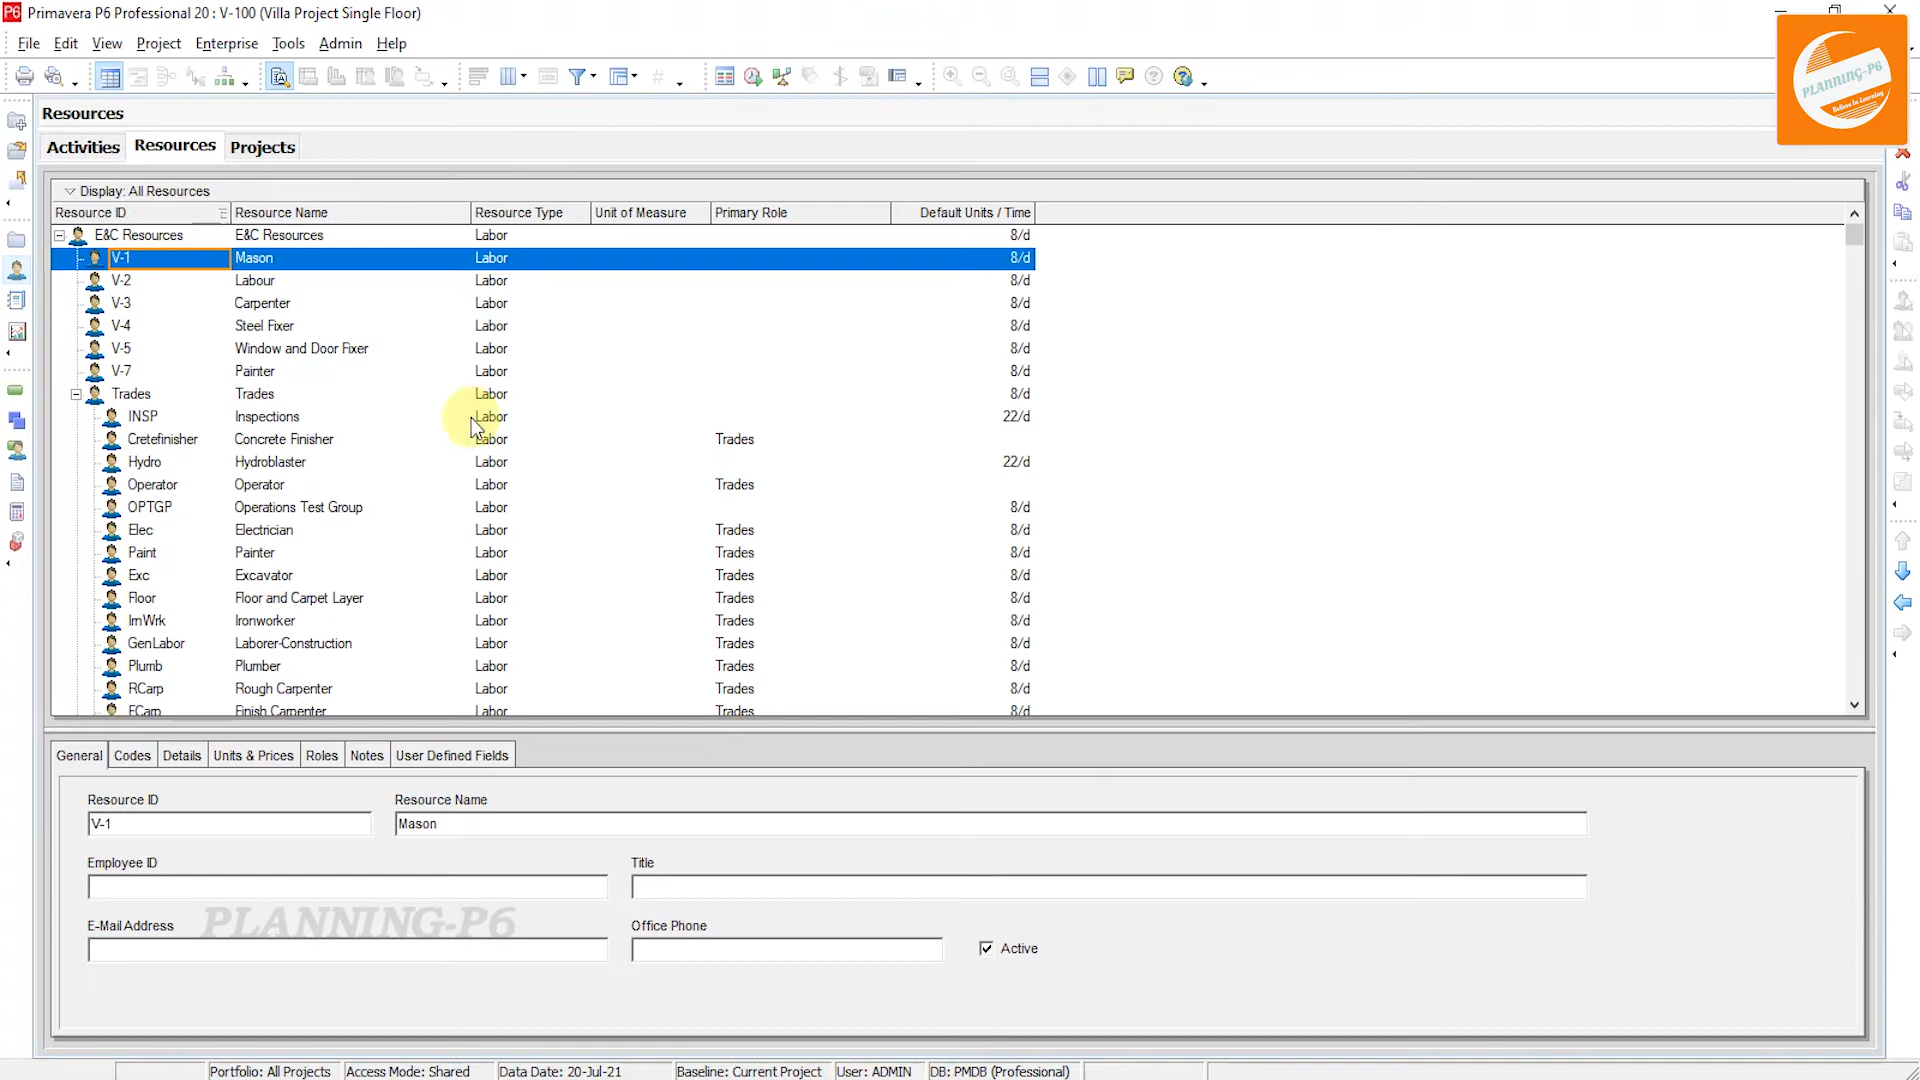 Primavera P6 Professional 20 : V-100 (Villa Project Single Floor)
File Edit View Project Enterprise Tools Admin Help
PLANNING-P6
Believe In Learning
Resources
Activities Resources Projects
Display: All Resources
Resource ID Resource Name Resource Type Unit of Measure Primary Role Default Units / Time
E&C Resources E&C Resources Labor 8/d
V-1 Mason Labor 8/d
V-2 Labour Labor 8/d
V-3 Carpenter Labor 8/d
V-4 Steel Fixer Labor 8/d
V-5 Window and Door Fixer Labor 8/d
V-7 Painter Labor 8/d
Trades Trades Labor 8/d
INSP Inspections Labor 22/d
Cretefinisher Concrete Finisher Labor Trades
Hydro Hydroblaster Labor 22/d
Operator Operator Labor Trades
OPTGP Operations Test Group Labor 8/d
Elec Electrician Labor Trades 8/d
Paint Painter Labor Trades 8/d
Exc Excavator Labor Trades 8/d
Floor Floor and Carpet Layer Labor Trades 8/d
IrnWrk Ironworker Labor Trades 8/d
GenLabor Laborer-Construction Labor Trades 8/d
Plumb Plumber Labor Trades 8/d
RCarp Rough Carpenter Labor Trades 8/d
FCarp Finish Carpenter Labor Trades 8/d
General Codes Details Units & Prices Roles Notes User Defined Fields
Resource ID Resource Name
V-1 Mason
Employee ID Title
E-Mail Address PLANNING-P6 Office Phone
Active
Portfolio: All Projects Access Mode: Shared Data Date: 20-Jul-21 Baseline: Current Project User: ADMIN DB: PMDB (Professional)